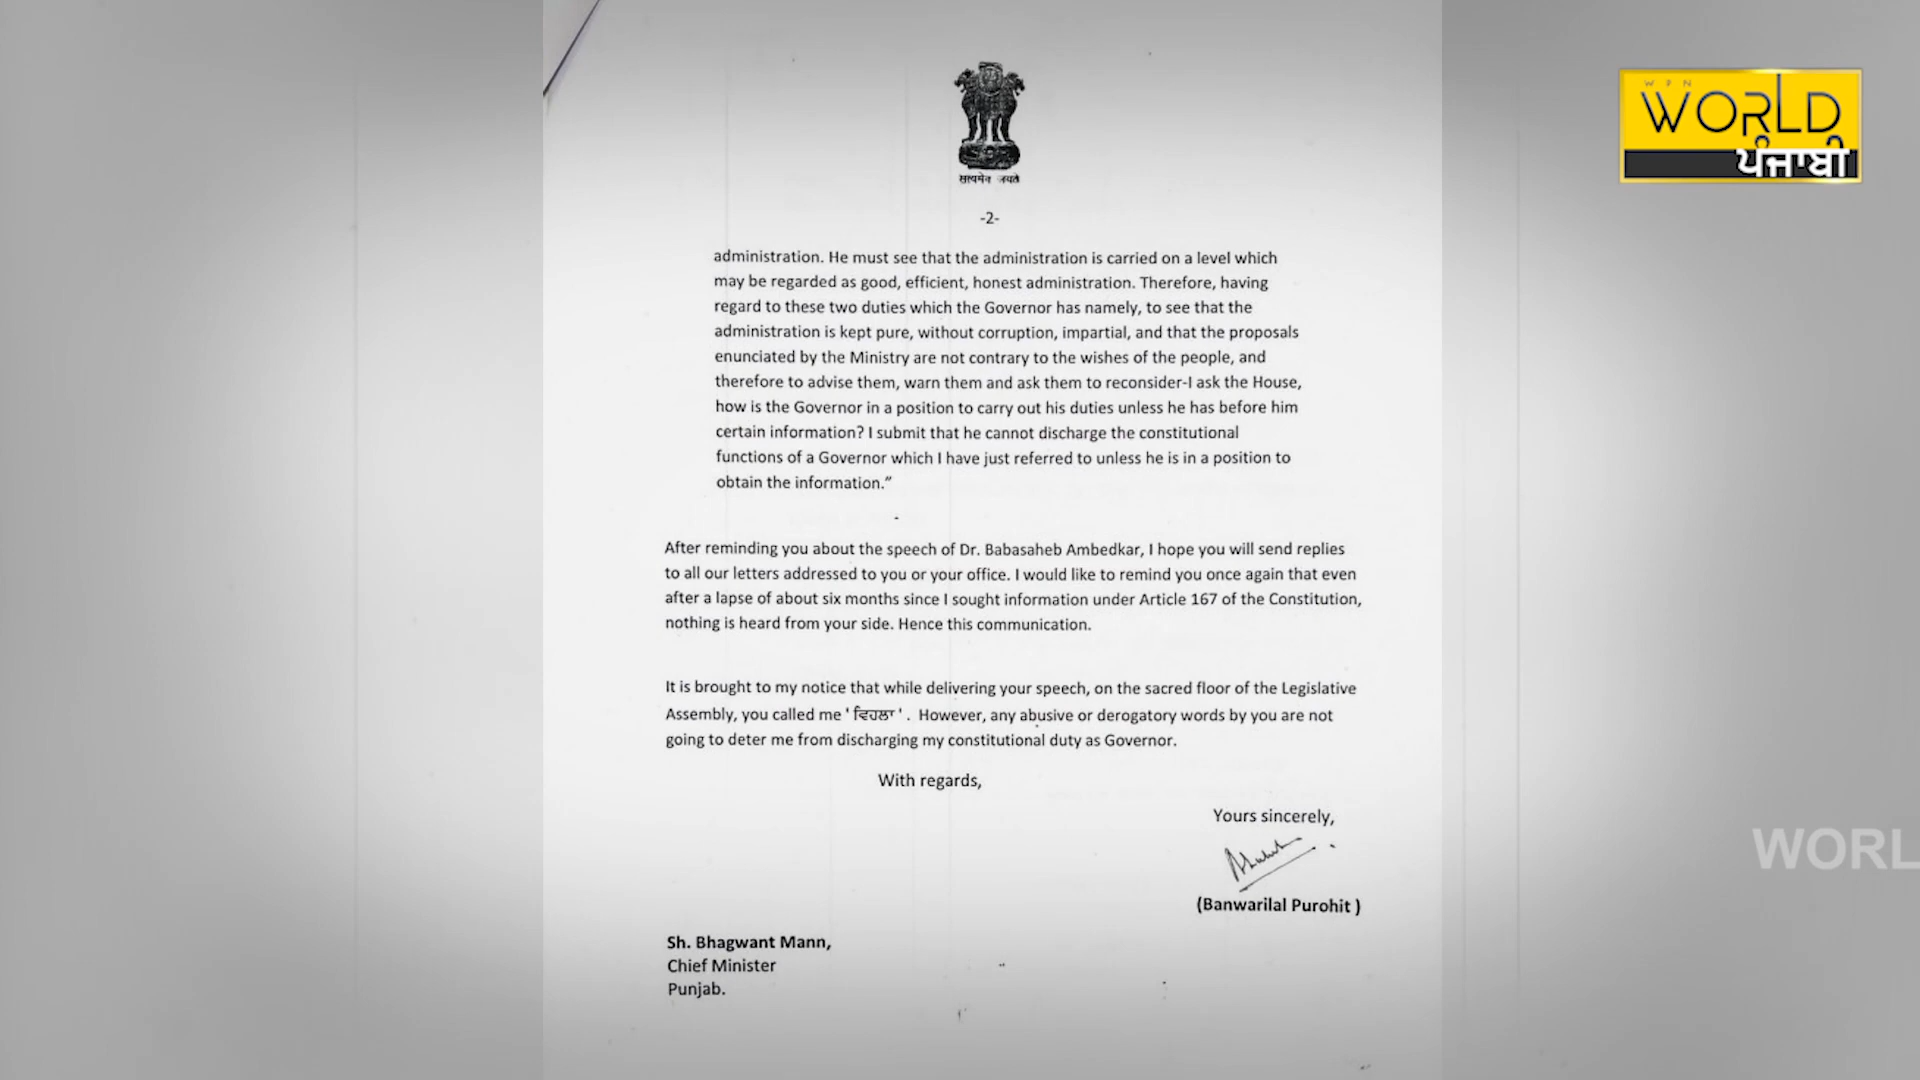 सत्यमेव जयते
-2-
administration. He must see that the administration is carried on a level which
may be regarded as good, efficient, honest administration. Therefore, having
regard to these two duties which the Governor has namely, to see that the
administration is kept pure, without corruption, impartial, and that the proposals
enunciated by the Ministry are not contrary to the wishes of the people, and
therefore to advise them, warn them and ask them to reconsider-I ask the House,
how is the Governor in a position to carry out his duties unless he has before him
certain information? I submit that he cannot discharge the constitutional
functions of a Governor which I have just referred to unless he is in a position to
obtain the information.”
After reminding you about the speech of Dr. Babasaheb Ambedkar, I hope you will send replies
to all our letters addressed to you or your office. I would like to remind you once again that even
after a lapse of about six months since I sought information under Article 167 of the Constitution,
nothing is heard from your side. Hence this communication.
It is brought to my notice that while delivering your speech, on the sacred floor of the Legislative
Assembly, you called me ' ਵਿਹਲਾ ' . However, any abusive or derogatory words by you are not
going to deter me from discharging my constitutional duty as Governor.
With regards,
Yours sincerely,
(Banwarilal Purohit )
Sh. Bhagwant Mann,
Chief Minister
Punjab.
WPN
WORLD
ਪੰਜਾਬੀ
WORL